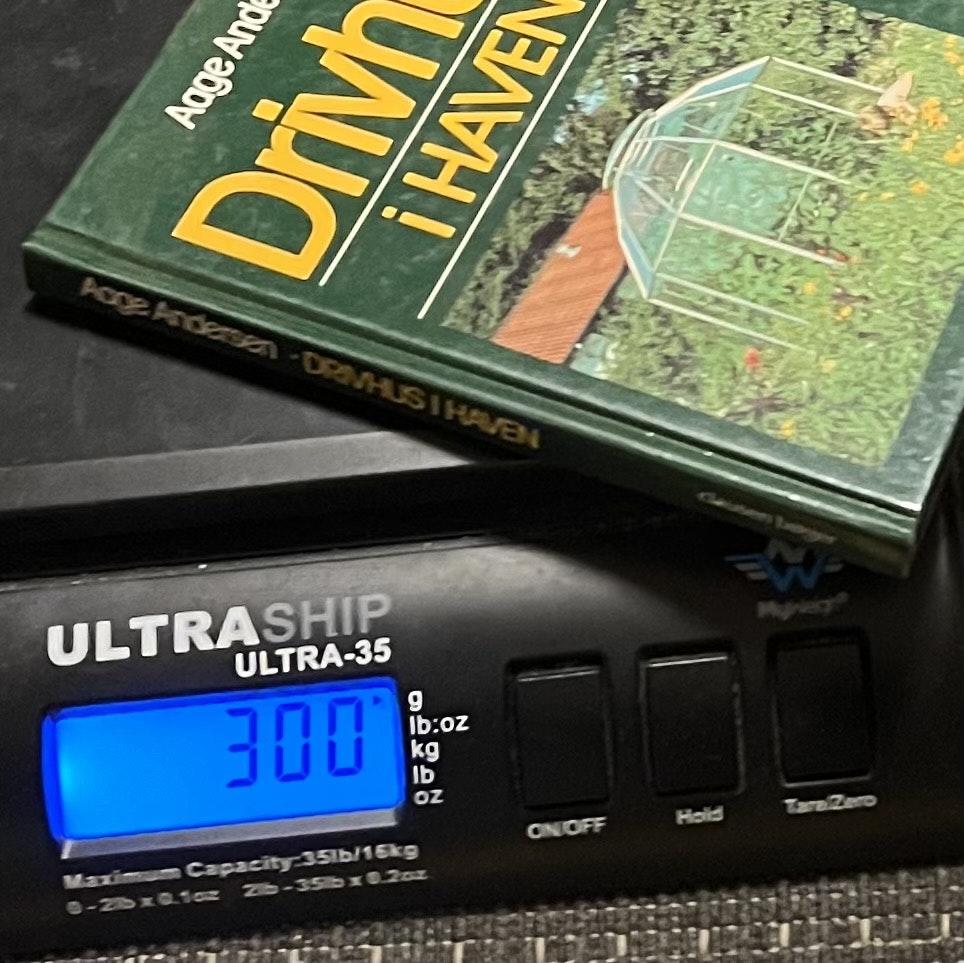 Aage Ande
Drivhu
i HAVEN
Aage Andersen · DRIVHUS I HAVEN
ULTRASHIP
ULTRA-35
300
g
lb:oz
kg
lb
oz
ON/OFF
Hold
Tare/Zero
MyWeigh®
Maximum Capacity:35lb/16kg
0 - 2lb x 0.1oz 2lb - 35lb x 0.2oz